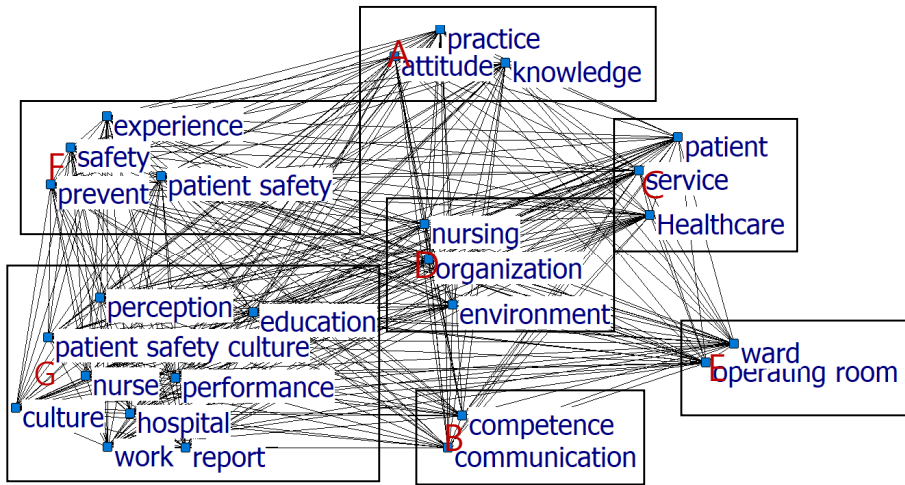 practice
A
attitude
knowledge
experience
safety
F
prevent
patient safety
patient
service
C
Healthcare
nursing
D
organization
environment
perception
education
patient safety culture
G
nurse
performance
culture
hospital
work
report
ward
E
operating room
competence
B
communication